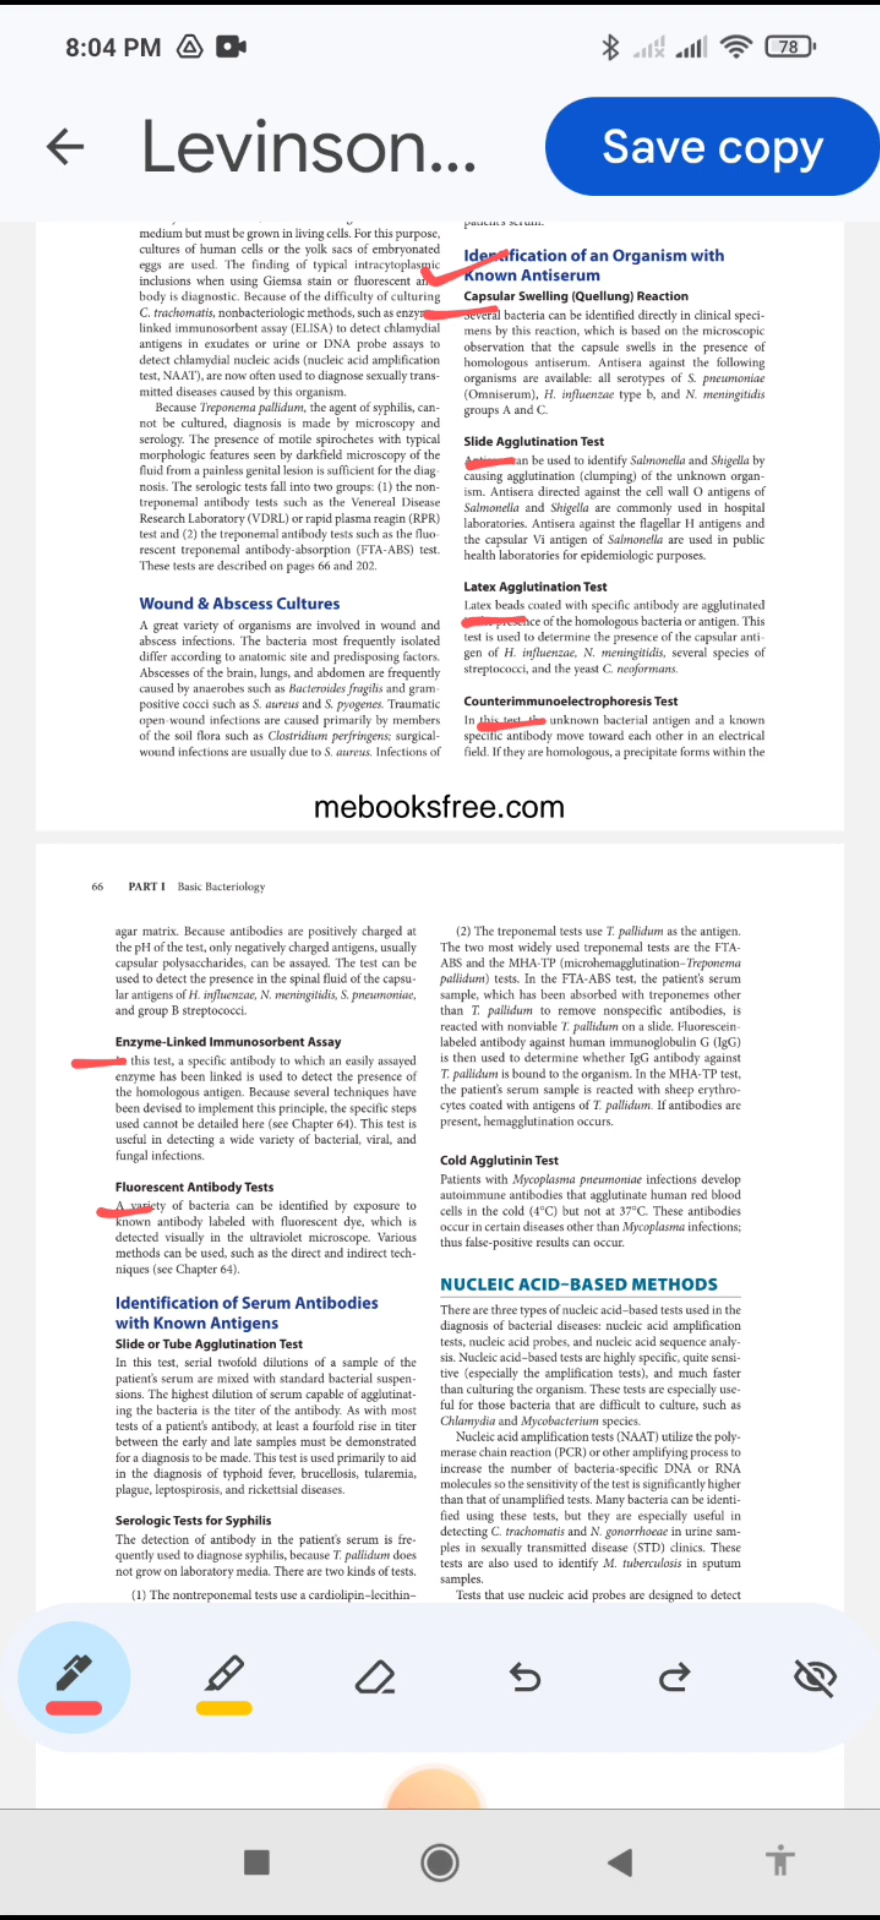 8:04 PM
78
Levinson...
Save copy
medium but must be grown in living cells. For this purpose,
cultures of human cells or the yolk sacs of embryonated
eggs are used. The finding of typical intracytoplasmic
inclusions when using Giemsa stain or fluorescent
body is diagnostic. Because of the difficulty of culturing
C. trachomatis, nonbacteriologic methods, such as
linked immunosorbent assay (ELISA) to detect chlamydial
antigens in exudates or urine or DNA probe assays to
detect chlamydial nucleic acids (nucleic acid amplification
test, NAAT), are now often used to diagnose sexually trans-
mitted diseases caused by this organism.
Because Treponema pallidum, the agent of syphilis, can-
not be cultured, diagnosis is made by microscopy and
serology. The presence of motile spirochetes with typical
morphologic features seen by darkfield microscopy of the
fluid from a painless genital lesion is sufficient for the diag-
nosis. The serologic tests fall into two groups: (1) the non-
treponemal antibody tests such as the Venereal Disease
Research Laboratory (VDRL) or rapid plasma reagin (RPR)
test and (2) the treponemal antibody tests such as the fluo-
rescent treponemal antibody-absorption (FTA-ABS) test.
These tests are described on pages 66 and 202.
Wound & Abscess Cultures
A great variety of organisms are involved in wound and
abscess infections. The bacteria most frequently isolated
differ according to anatomic site and predisposing factors.
Abscesses of the brain, lungs, and abdomen are frequently
caused by anaerobes such as Bacteroides fragilis and gram-
positive cocci such as S. aureus and S. pyogenes. Traumatic
open-wound infections are caused primarily by members
of the soil flora such as Clostridium perfringens; surgical-
wound infections are usually due to S. aureus. Infections of
Identification of an Organism with
Known Antiserum
Capsular Swelling (Quellung) Reaction
Several bacteria can be identified directly in clinical speci-
mens by this reaction, which is based on the microscopic
observation that the capsule swells in the presence of
homologous antiserum. Antisera against the following
organisms are available: all serotypes of S. pneumoniae
(Omniserum), H. influenzae type b, and N. meningitidis
groups A and C.
Slide Agglutination Test
can be used to identify Salmonella and Shigella by
causing agglutination (clumping) of the unknown organ-
ism. Antisera directed against the cell wall O antigens of
Salmonella and Shigella are commonly used in hospital
laboratories. Antisera against the flagellar H antigens and
the capsular Vi antigen of Salmonella are used in public
health laboratories for epidemiologic purposes.
Latex Agglutination Test
Latex beads coated with specific antibody are agglutinated
presence of the homologous bacteria or antigen. This
test is used to determine the presence of the capsular anti-
gen of H. influenzae, N. meningitidis, several species of
streptococci, and the yeast C. neoformans.
Counterimmunoelectrophoresis Test
In this test, the unknown bacterial antigen and a known
specific antibody move toward each other in an electrical
field. If they are homologous, a precipitate forms within the
mebooksfree.com
66 PART I Basic Bacteriology
agar matrix. Because antibodies are positively charged at
the pH of the test, only negatively charged antigens, usually
capsular polysaccharides, can be assayed. The test can be
used to detect the presence in the spinal fluid of the capsu-
lar antigens of H. influenzae, N. meningitidis, S. pneumoniae,
and group B streptococci.
Enzyme-Linked Immunosorbent Assay
In this test, a specific antibody to which an easily assayed
enzyme has been linked is used to detect the presence of
the homologous antigen. Because several techniques have
been devised to implement this principle, the specific steps
used cannot be detailed here (see Chapter 64). This test is
useful in detecting a wide variety of bacterial, viral, and
fungal infections.
Fluorescent Antibody Tests
A variety of bacteria can be identified by exposure to
known antibody labeled with fluorescent dye, which is
detected visually in the ultraviolet microscope. Various
methods can be used, such as the direct and indirect tech-
niques (see Chapter 64).
Identification of Serum Antibodies
with Known Antigens
Slide or Tube Agglutination Test
In this test, serial twofold dilutions of a sample of the
patient's serum are mixed with standard bacterial suspen-
sions. The highest dilution of serum capable of agglutinat-
ing the bacteria is the titer of the antibody. As with most
tests of a patient's antibody, at least a fourfold rise in titer
between the early and late samples must be demonstrated
for a diagnosis to be made. This test is used primarily to aid
in the diagnosis of typhoid fever, brucellosis, tularemia,
plague, leptospirosis, and rickettsial diseases.
Serologic Tests for Syphilis
The detection of antibody in the patient's serum is fre-
quently used to diagnose syphilis, because T. pallidum does
not grow on laboratory media. There are two kinds of tests.
(1) The nontreponemal tests use a cardiolipin–lecithin–
(2) The treponemal tests use T. pallidum as the antigen.
The two most widely used treponemal tests are the FTA-
ABS and the MHA-TP (microhemagglutination–Treponema
pallidum) tests. In the FTA-ABS test, the patient's serum
sample, which has been absorbed with treponemes other
than T. pallidum to remove nonspecific antibodies, is
reacted with nonviable T. pallidum on a slide. Fluorescein-
labeled antibody against human immunoglobulin G (IgG)
is then used to determine whether IgG antibody against
T. pallidum is bound to the organism. In the MHA-TP test,
the patient's serum sample is reacted with sheep erythro-
cytes coated with antigens of T. pallidum. If antibodies are
present, hemagglutination occurs.
Cold Agglutinin Test
Patients with Mycoplasma pneumoniae infections develop
autoimmune antibodies that agglutinate human red blood
cells in the cold (4°C) but not at 37°C. These antibodies
occur in certain diseases other than Mycoplasma infections;
thus false-positive results can occur.
NUCLEIC ACID–BASED METHODS
There are three types of nucleic acid–based tests used in the
diagnosis of bacterial diseases: nucleic acid amplification
tests, nucleic acid probes, and nucleic acid sequence analy-
sis. Nucleic acid–based tests are highly specific, quite sensi-
tive (especially the amplification tests), and much faster
than culturing the organism. These tests are especially use-
ful for those bacteria that are difficult to culture, such as
Chlamydia and Mycobacterium species.
Nucleic acid amplification tests (NAAT) utilize the poly-
merase chain reaction (PCR) or other amplifying process to
increase the number of bacteria-specific DNA or RNA
molecules so the sensitivity of the test is significantly higher
than that of unamplified tests. Many bacteria can be identi-
fied using these tests, but they are especially useful in
detecting C. trachomatis and N. gonorrhoeae in urine sam-
ples in sexually transmitted disease (STD) clinics. These
tests are also used to identify M. tuberculosis in sputum
samples.
Tests that use nucleic acid probes are designed to detect